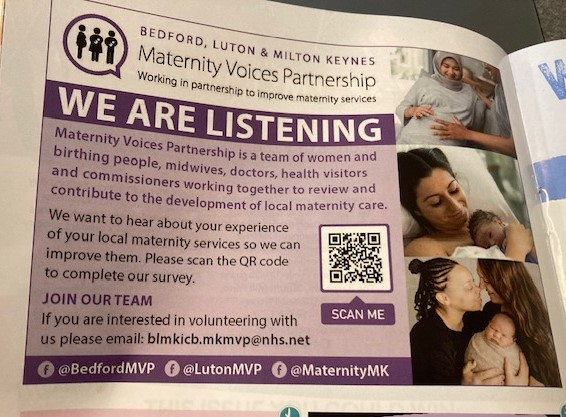 BEDFORD, LUTON & MILTON KEYNES
Maternity Voices Partnership
Working in partnership to improve maternity services
WE ARE LISTENING
Maternity Voices Partnership is a team of women and
birthing people, midwives, doctors, health visitors
and commissioners working together to review and
contribute to the development of local maternity care.
We want to hear about your experience
of your local maternity services so we can
improve them. Please scan the QR code
to complete our survey.
SCAN ME
JOIN OUR TEAM
If you are interested in volunteering with
us please email: blmkicb.mkmvp@nhs.net
@BedfordMVP @LutonMVP @MaternityMK